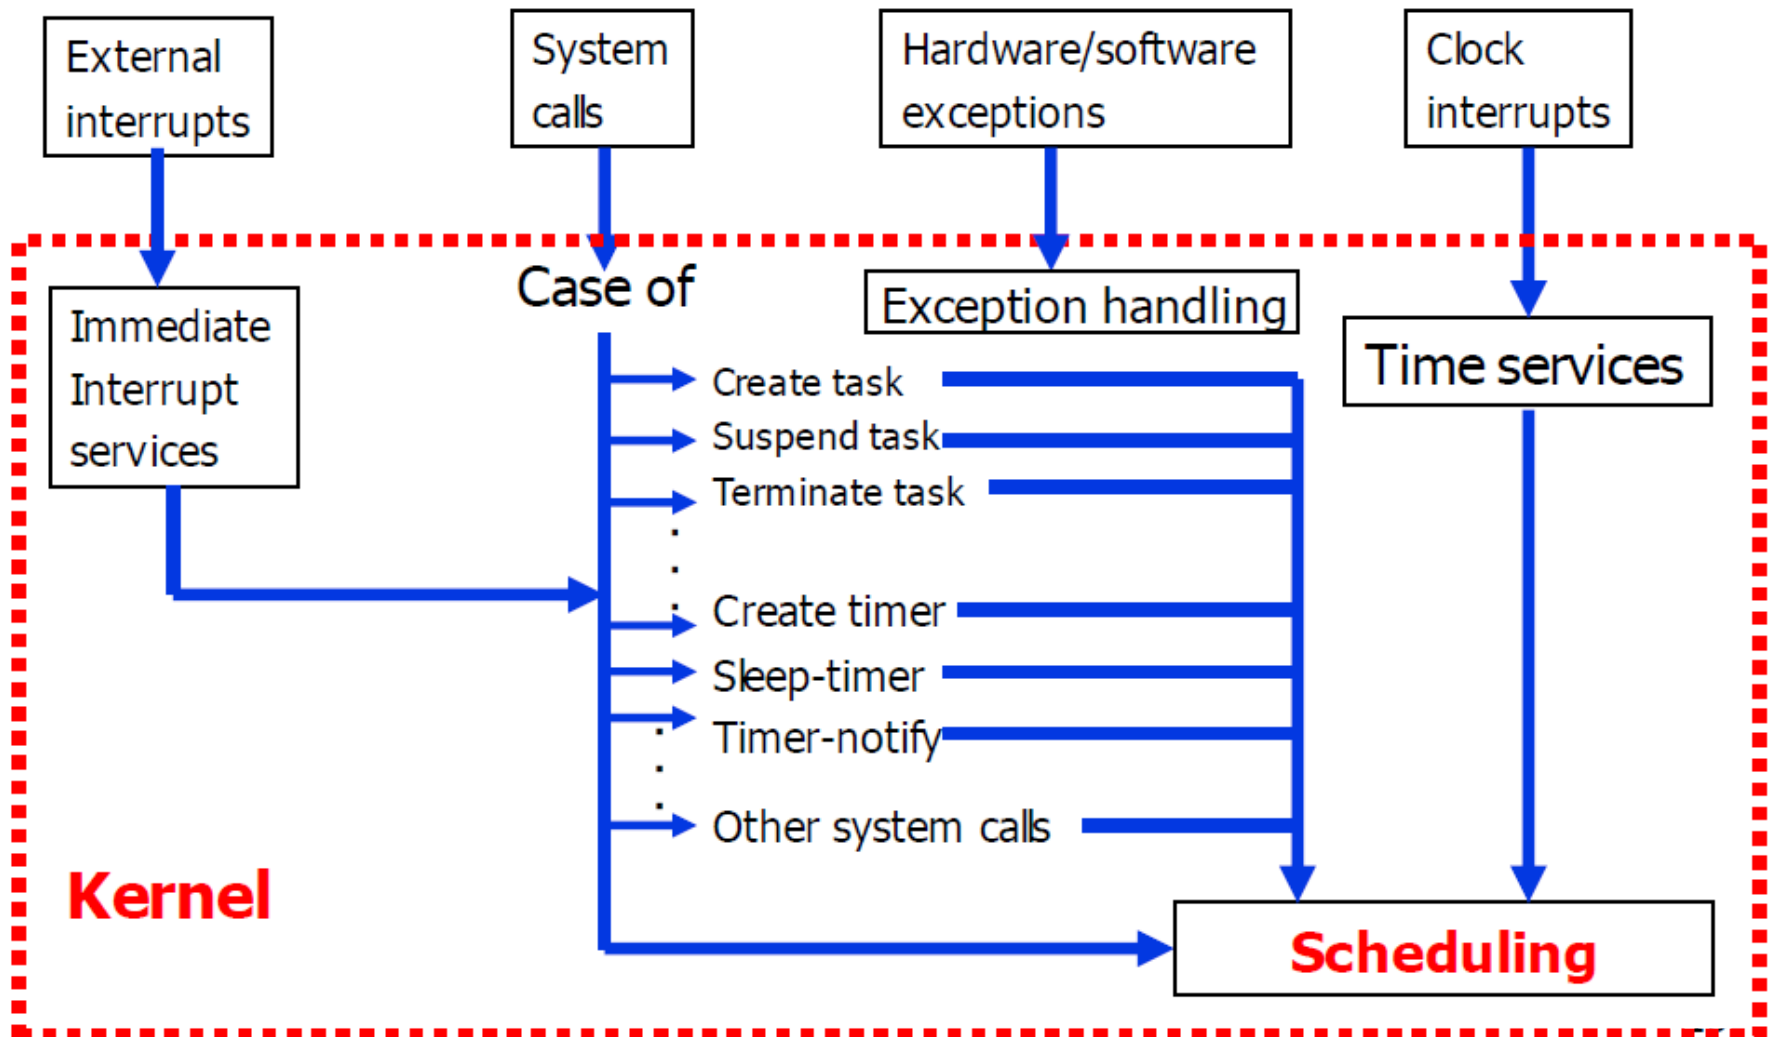 External
interrupts
System
calls
Hardware/software
exceptions
Clock
interrupts
Immediate
Interrupt
services
Case of
Exception handling
Time services
Create task
Suspend task
Terminate task
Create timer
Sleep-timer
Timer-notify
Other system calls
Kernel
Scheduling